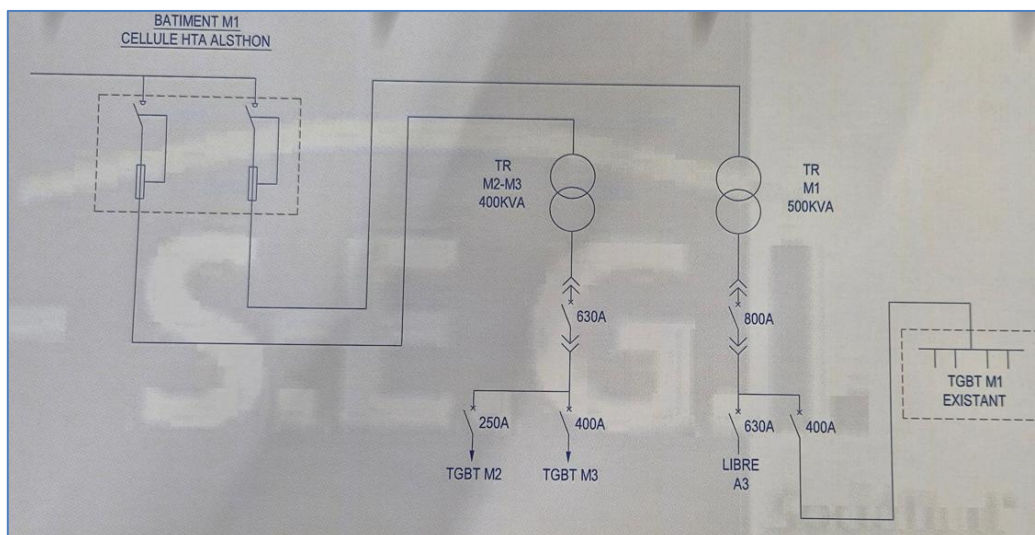 BATIMENT M1
CELLULE HTA ALSTHON
TR
M2-M3
400KVA
TR
M1
500KVA
630A
800A
TGBT M1
EXISTANT
250A
400A
630A
400A
TGBT M2
TGBT M3
LIBRE
A3
S.E.G.I.